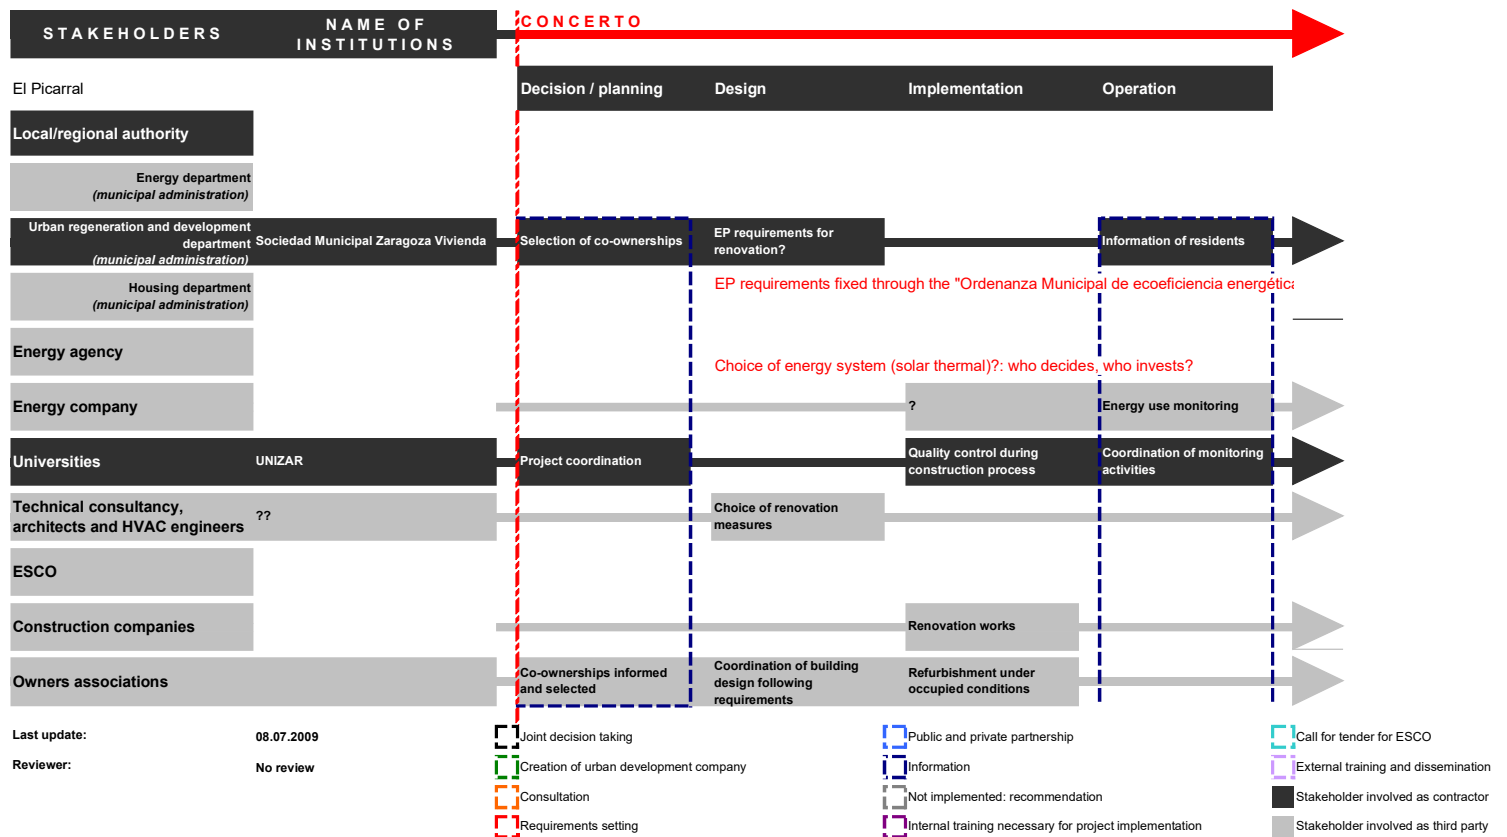 STAKEHOLDERS
NAME OF
INSTITUTIONS
CONCERTO
El Picarral
Decision / planning
Design
Implementation
Operation
Local/regional authority
Energy department
(municipal administration)
Urban regeneration and development
department
(municipal administration)
Sociedad Municipal Zaragoza Vivienda
Selection of co-ownerships
EP requirements for
renovation?
Information of residents
Housing department
(municipal administration)
EP requirements fixed through the "Ordenanza Municipal de ecoeficiencia energética
Energy agency
Choice of energy system (solar thermal)?: who decides, who invests?
Energy company
?
Energy use monitoring
Universities
UNIZAR
Project coordination
Quality control during
construction process
Coordination of monitoring
activities
Technical consultancy,
architects and HVAC engineers
??
Choice of renovation
measures
ESCO
Construction companies
Renovation works
Owners associations
Co-ownerships informed
and selected
Coordination of building
design following
requirements
Refurbishment under
occupied conditions
Last update:
08.07.2009
Reviewer:
No review
Joint decision taking
Creation of urban development company
Consultation
Requirements setting
Public and private partnership
Information
Not implemented: recommendation
Internal training necessary for project implementation
Call for tender for ESCO
External training and dissemination
Stakeholder involved as contractor
Stakeholder involved as third party